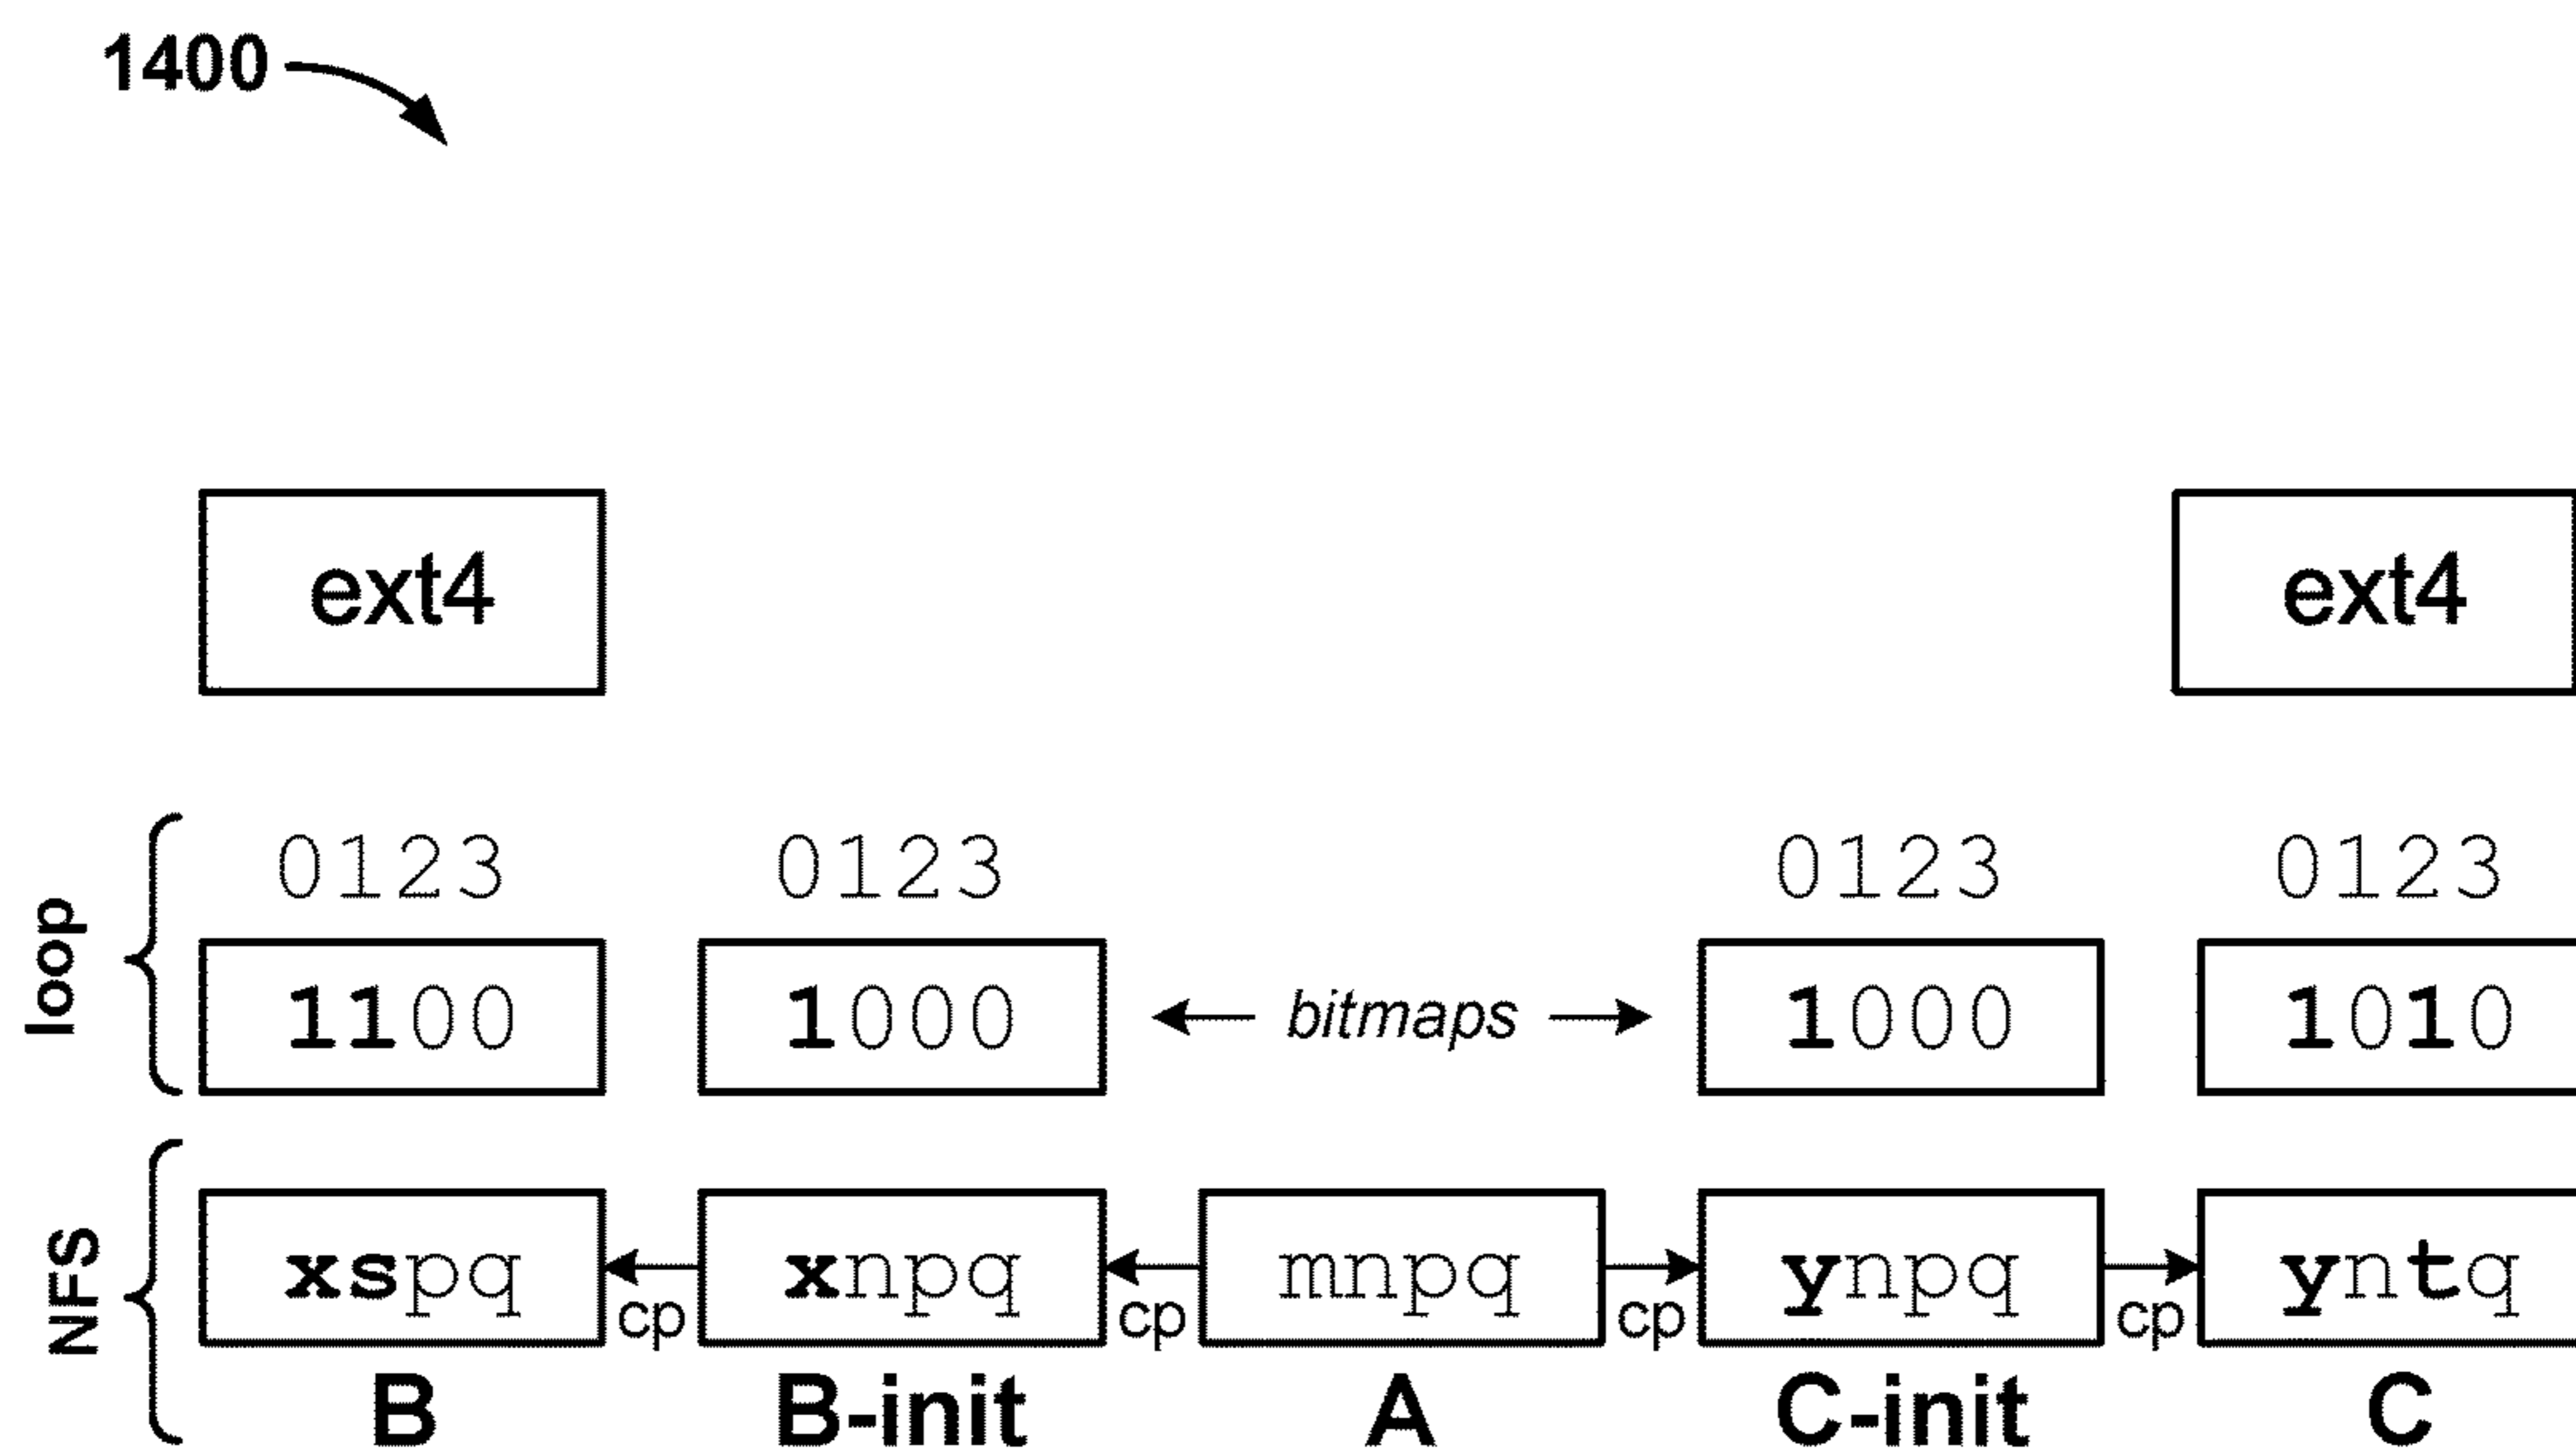 1400
ext4 ext4
0123 0123 0123 0123
loop
1100 1000 bitmaps 1000 1010
NFS
xspq xnpq mnpq ynpq yntq
cp cp cp cp
B B-init A C-init C